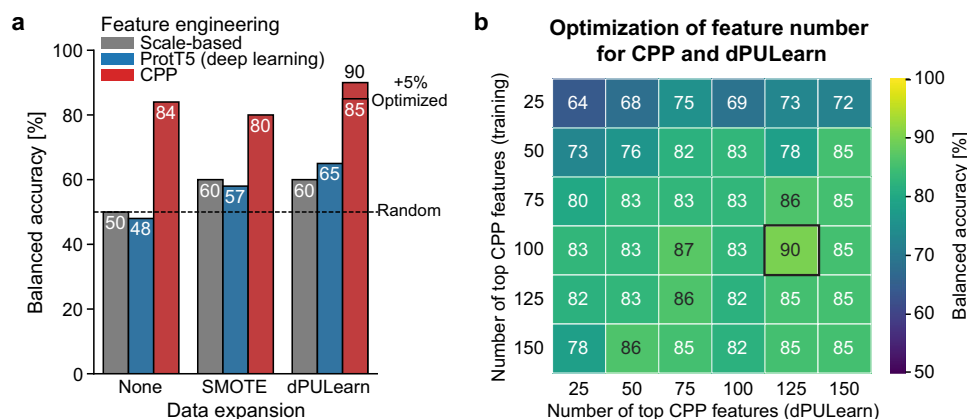 a
Feature engineering
Scale-based
ProtT5 (deep learning)
CPP
Balanced accuracy [%]
100
80
60
40
20
0
50
48
84
60
57
80
60
65
90
85
+5%
Optimized
Random
None
SMOTE
dPULearn
Data expansion
b
Optimization of feature number
for CPP and dPULearn
Number of top CPP features (training)
25 64 68 75 69 73 72
50 73 76 82 83 78 85
75 80 83 83 83 86 85
100 83 83 87 83 90 85
125 82 83 86 82 85 85
150 78 86 85 82 85 85
25 50 75 100 125 150
Number of top CPP features (dPULearn)
100
90
80
70
60
50
Balanced accuracy [%]